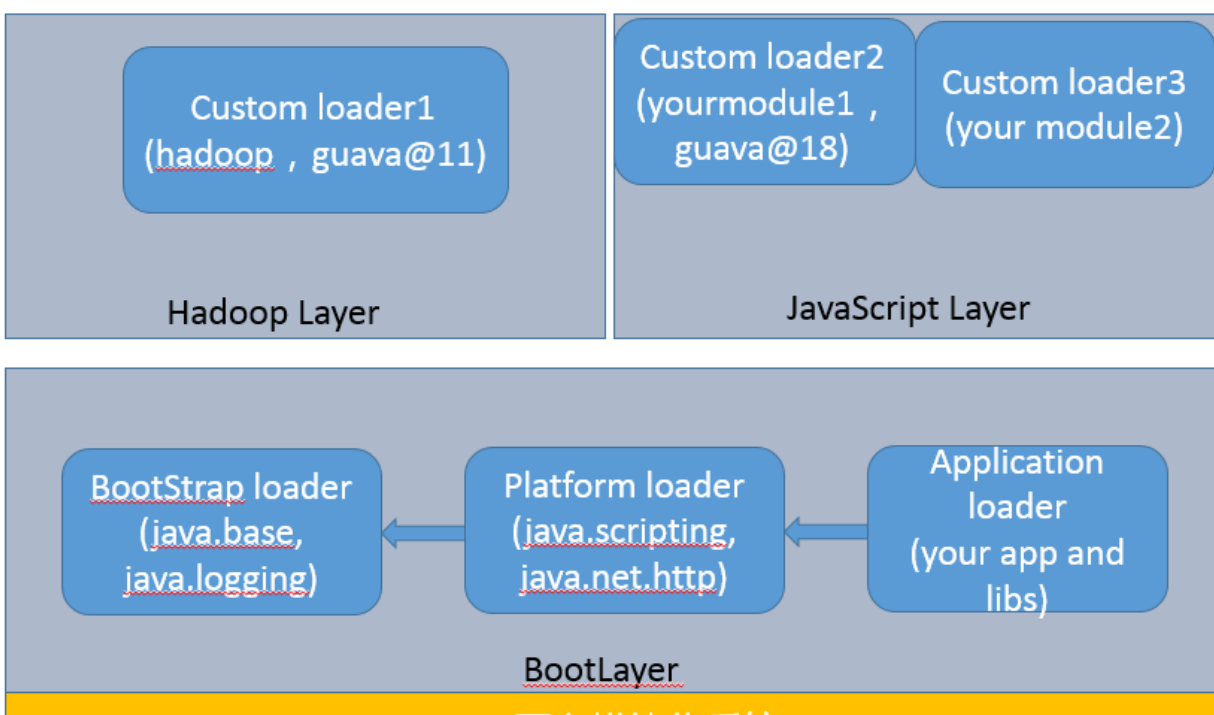 Custom loader1
(hadoop ，guava@11)
Hadoop Layer
Custom loader2
(yourmodule1，
guava@18)
Custom loader3
(your module2)
JavaScript Layer
BootStrap loader
(java.base,
java.logging)
Platform loader
(java.scripting,
java.net.http)
Application
loader
(your app and
libs)
BootLayer